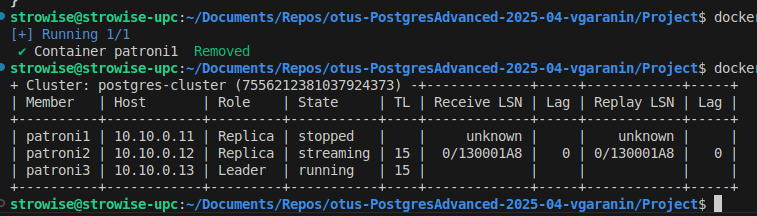 }
strowise@strowise-upc:~/Documents/Repos/otus-PostgresAdvanced-2025-04-vgaranin/Project$ docker
[+] Running 1/1
✔ Container patroni1  Removed
strowise@strowise-upc:~/Documents/Repos/otus-PostgresAdvanced-2025-04-vgaranin/Project$ docker
+ Cluster: postgres-cluster (7556212381037924373) -+-------------+-----+------------+-----+
| Member   | Host       | Role    | State     | TL | Receive LSN | Lag | Replay LSN | Lag |
+----------+------------+---------+-----------+----+-------------+-----+------------+-----+
| patroni1 | 10.10.0.11 | Replica | stopped   |    |     unknown |     |    unknown |     |
| patroni2 | 10.10.0.12 | Replica | streaming | 15 |  0/130001A8 |   0 | 0/130001A8 |   0 |
| patroni3 | 10.10.0.13 | Leader  | running   | 15 |             |     |            |     |
+----------+------------+---------+-----------+----+-------------+-----+------------+-----+
strowise@strowise-upc:~/Documents/Repos/otus-PostgresAdvanced-2025-04-vgaranin/Project$